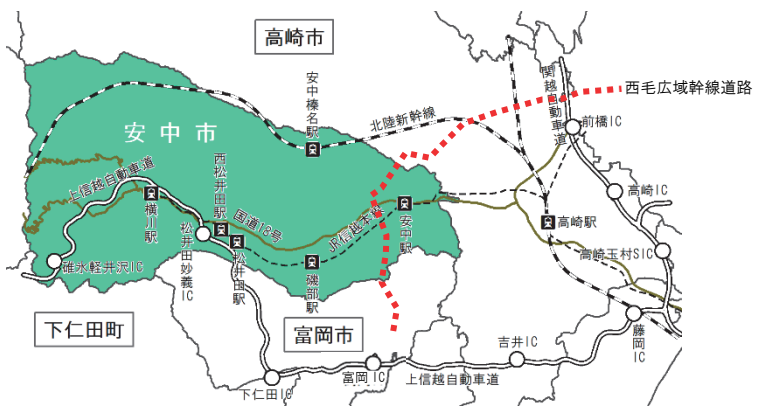 高崎市
西毛広域幹線道路
関越自動車道
安中榛名駅
北陸新幹線
前橋IC
安中市
西松井田駅
上信越自動車道
高崎IC
横川駅
国道18号
JR信越本線
安中駅
高崎駅
松井田妙義IC
松井田駅
磯部駅
高崎玉村SIC
碓氷軽井沢IC
下仁田町
富岡市
藤岡IC
吉井IC
富岡IC
上信越自動車道
下仁田IC